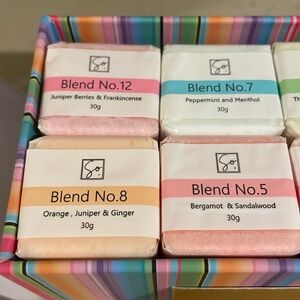 So
Blend No.12
Juniper Berries & Frankincense
30g
So
Blend No.7
Peppermint and Menthol
30g
So
Blend No.8
Orange, Juniper & Ginger
30g
So
Blend No.5
Bergamot & Sandalwood
30g